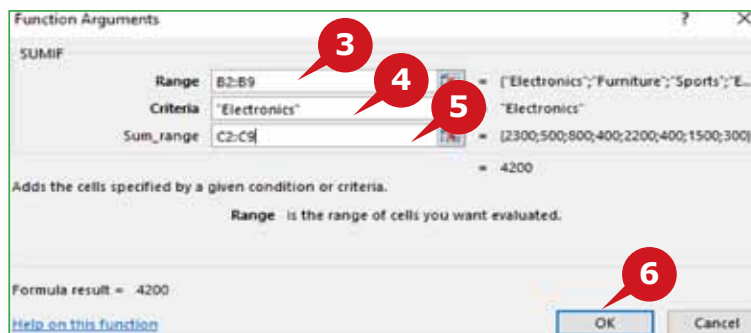 Function Arguments ? X
SUMIF
3
Range B2:B9 = {"Electronics";"Furniture";"Sports";"E...
4
Criteria "Electronics" "Electronics"
5
Sum_range C2:C9 = {2300;500;800;400;2200;400;1500;300}
= 4200
Adds the cells specified by a given condition or criteria.
Range is the range of cells you want evaluated.
6
Formula result = 4200
Help on this function OK Cancel